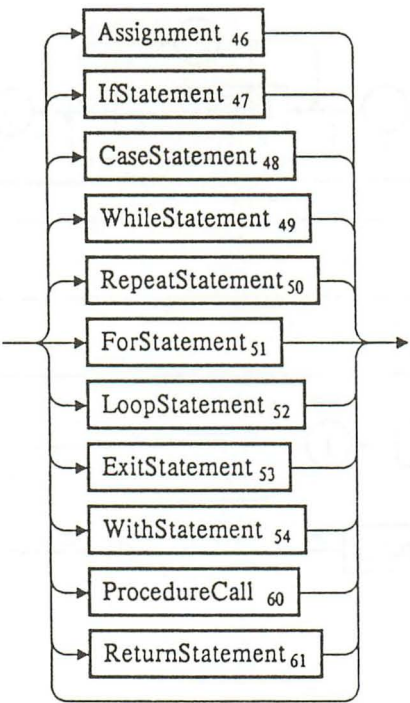 Assignment 46
IfStatement 47
CaseStatement 48
WhileStatement 49
RepeatStatement 50
ForStatement 51
LoopStatement 52
ExitStatement 53
WithStatement 54
ProcedureCall 60
ReturnStatement 61